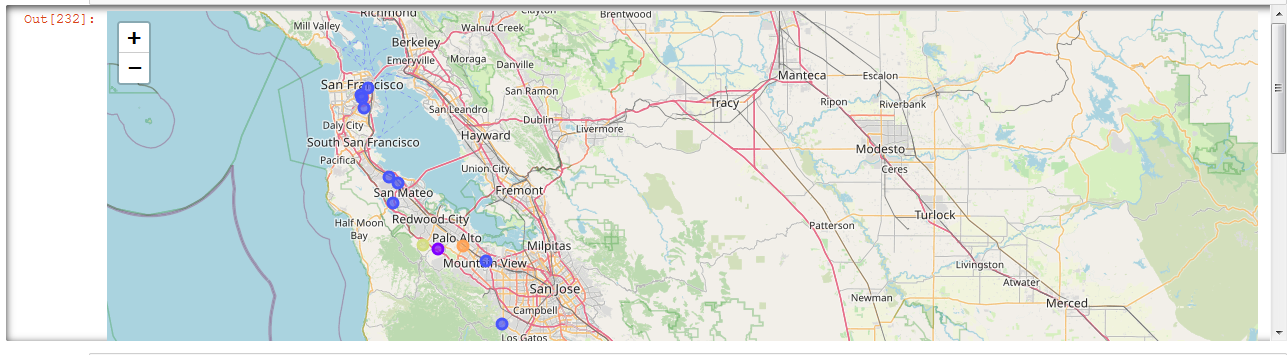 Out[232]:
+
−
Richmond
Mill Valley
Clayton
Brentwood
Walnut Creek
Berkeley
Emeryville
Moraga
Danville
San Francisco
San Ramon
Manteca
Escalon
Tracy
Ripon
Riverbank
San Leandro
Daly City
Dublin
Livermore
Hayward
South San Francisco
Modesto
Pacifica
Union City
Ceres
San Mateo
Fremont
Redwood City
Turlock
Half Moon
Bay
Patterson
Palo Alto
Milpitas
Mountain View
Livingston
San Jose
Atwater
Newman
Merced
Campbell
Los Gatos